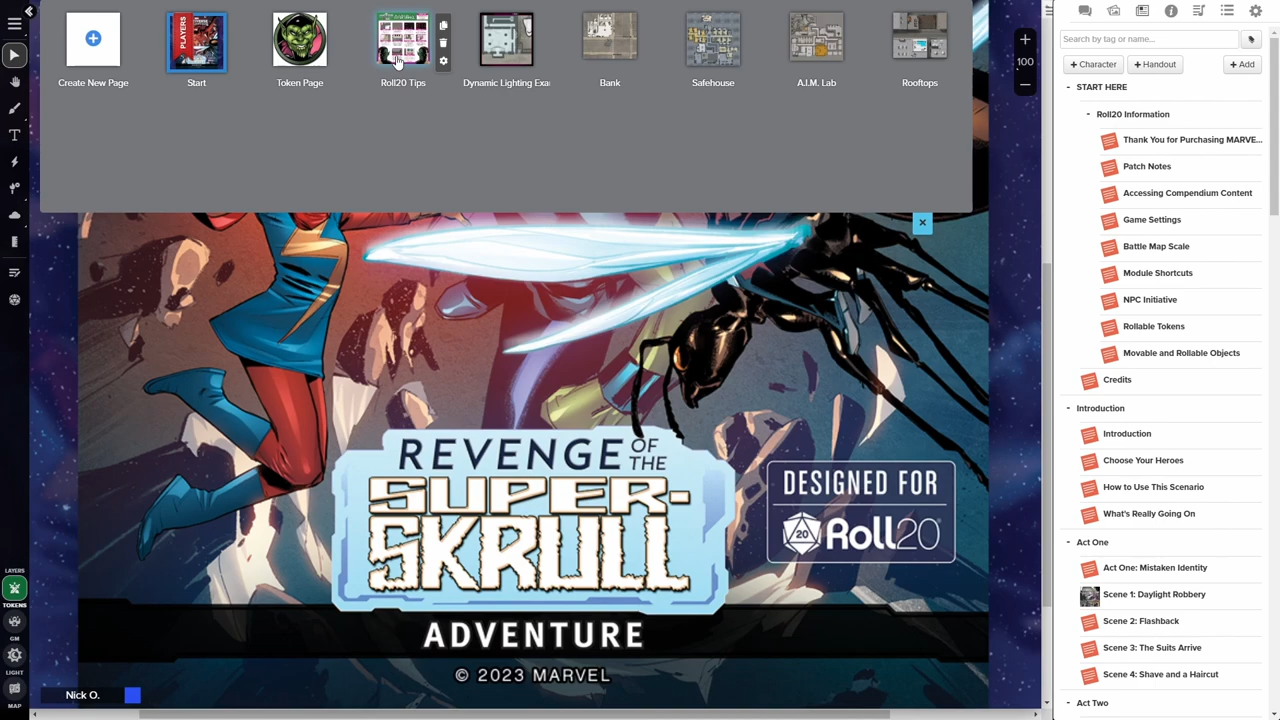 Create New Page
PLAYERS
Start
Token Page
Roll20 Tips
Dynamic Lighting Exa
Bank
Safehouse
A.I.M. Lab
Rooftops
100
Search by tag or name...
+ Character
+ Handout
+ Add
- START HERE
- Roll20 Information
Thank You for Purchasing MARVE...
Patch Notes
Accessing Compendium Content
Game Settings
Battle Map Scale
Module Shortcuts
NPC Initiative
Rollable Tokens
Movable and Rollable Objects
Credits
- Introduction
Introduction
Choose Your Heroes
How to Use This Scenario
What's Really Going On
- Act One
Act One: Mistaken Identity
Scene 1: Daylight Robbery
Scene 2: Flashback
Scene 3: The Suits Arrive
Scene 4: Shave and a Haircut
- Act Two
REVENGE OF THE
SUPER-
SKRULL
ADVENTURE
© 2023 MARVEL
DESIGNED FOR
20 Roll20
LAYERS
TOKENS
GM
LIGHT
MAP
Nick O.